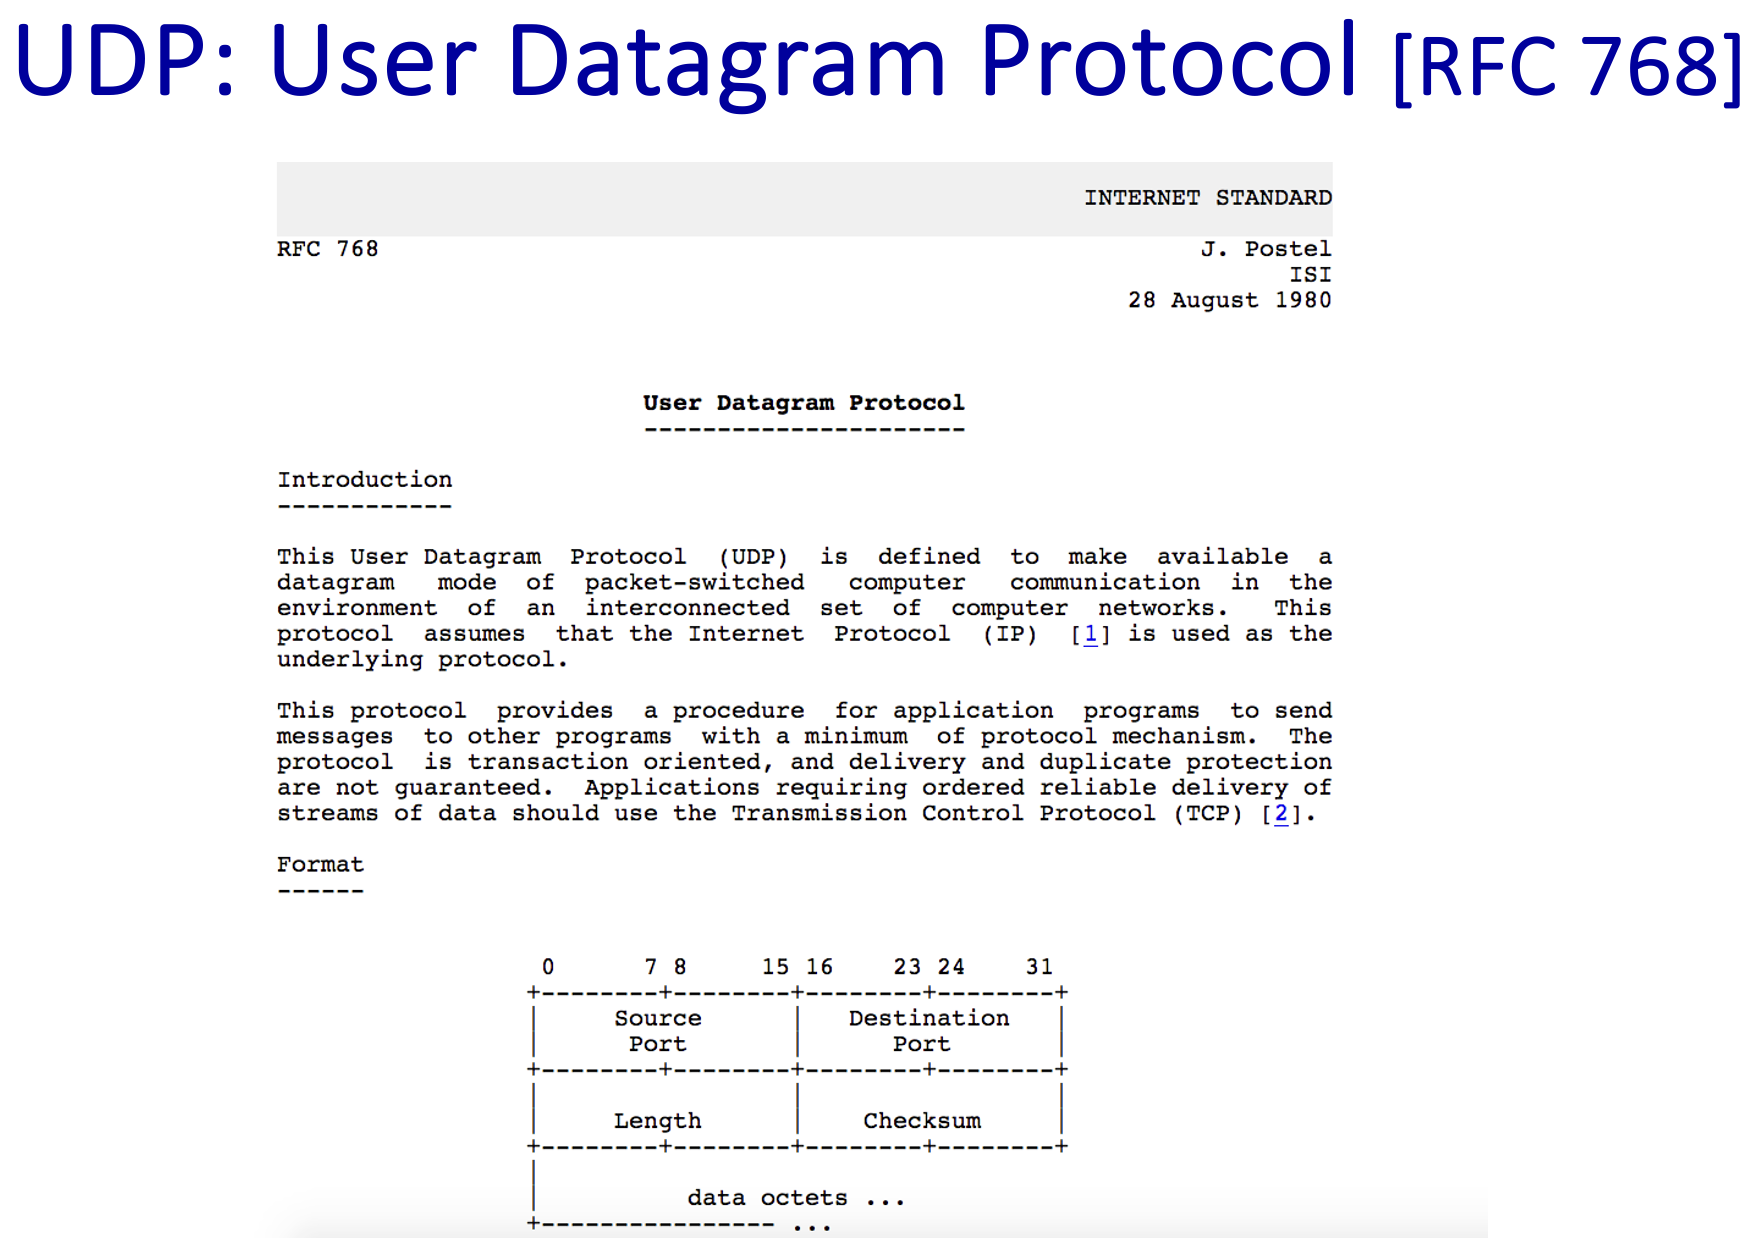 UDP: User Datagram Protocol [RFC 768]
INTERNET STANDARD
RFC 768 J. Postel
ISI
28 August 1980
User Datagram Protocol
----------------------
Introduction
------------
This User Datagram Protocol (UDP) is defined to make available a
datagram mode of packet-switched computer communication in the
environment of an interconnected set of computer networks. This
protocol assumes that the Internet Protocol (IP) [1] is used as the
underlying protocol.
This protocol provides a procedure for application programs to send
messages to other programs with a minimum of protocol mechanism. The
protocol is transaction oriented, and delivery and duplicate protection
are not guaranteed. Applications requiring ordered reliable delivery of
streams of data should use the Transmission Control Protocol (TCP) [2].
Format
------
0 7 8 15 16 23 24 31
+--------+--------+--------+--------+
| Source | Destination |
| Port | Port |
+--------+--------+--------+--------+
| | |
| Length | Checksum |
+--------+--------+--------+--------+
|
| data octets ...
+---------------- ...